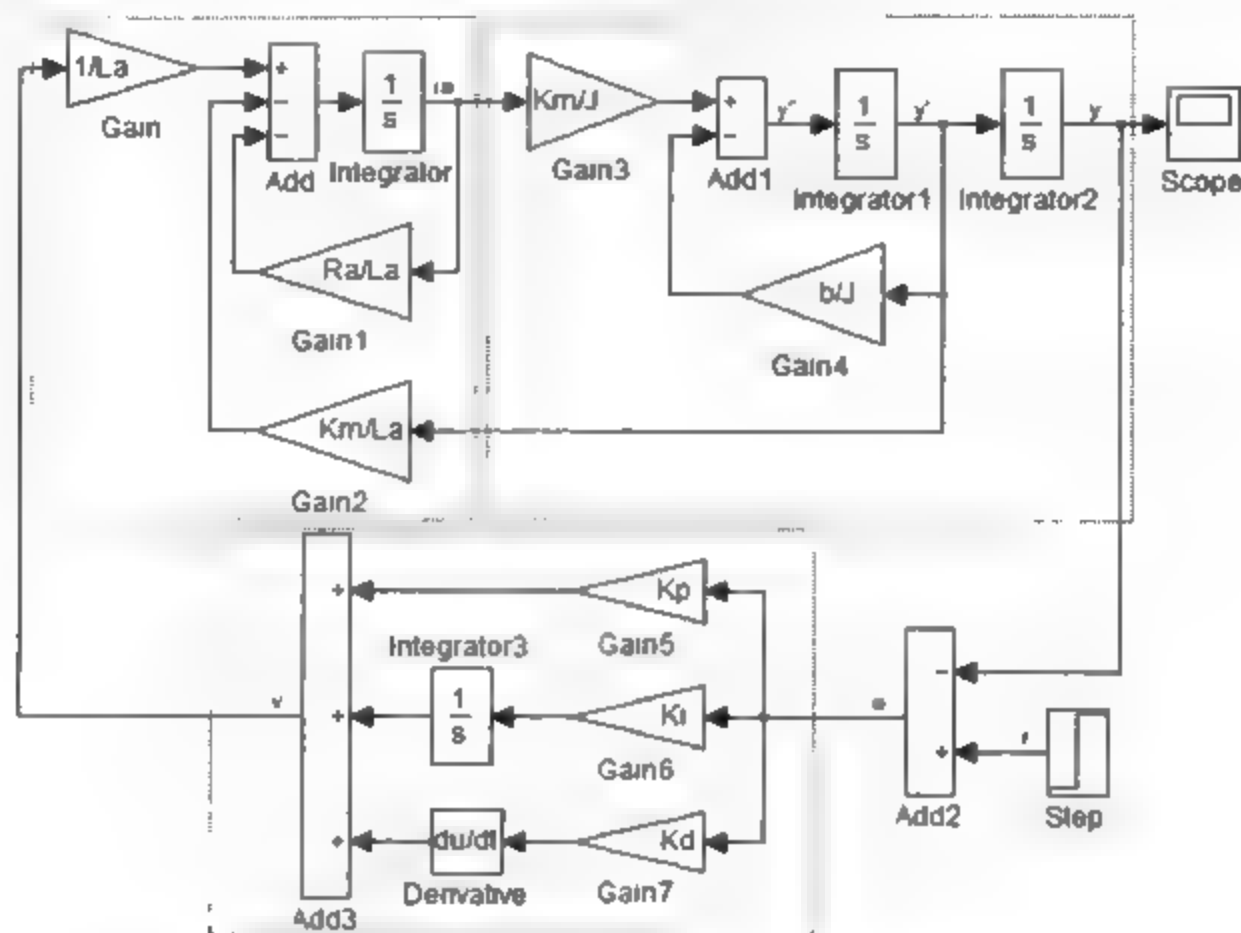 1/La
Gain
+
−
−
Add
1
s
Integrator
Km/J
Gain3
+
−
Add1
y''
1
s
Integrator1
y'
1
s
Integrator2
y
Scope
Ra/La
Gain1
b/J
Gain4
Km/La
Gain2
+
+
+
Add3
v
Kp
Gain5
Integrator3
1
s
Ki
Gain6
du/dt
Derivative
Kd
Gain7
e
−
+
Add2
r
Step